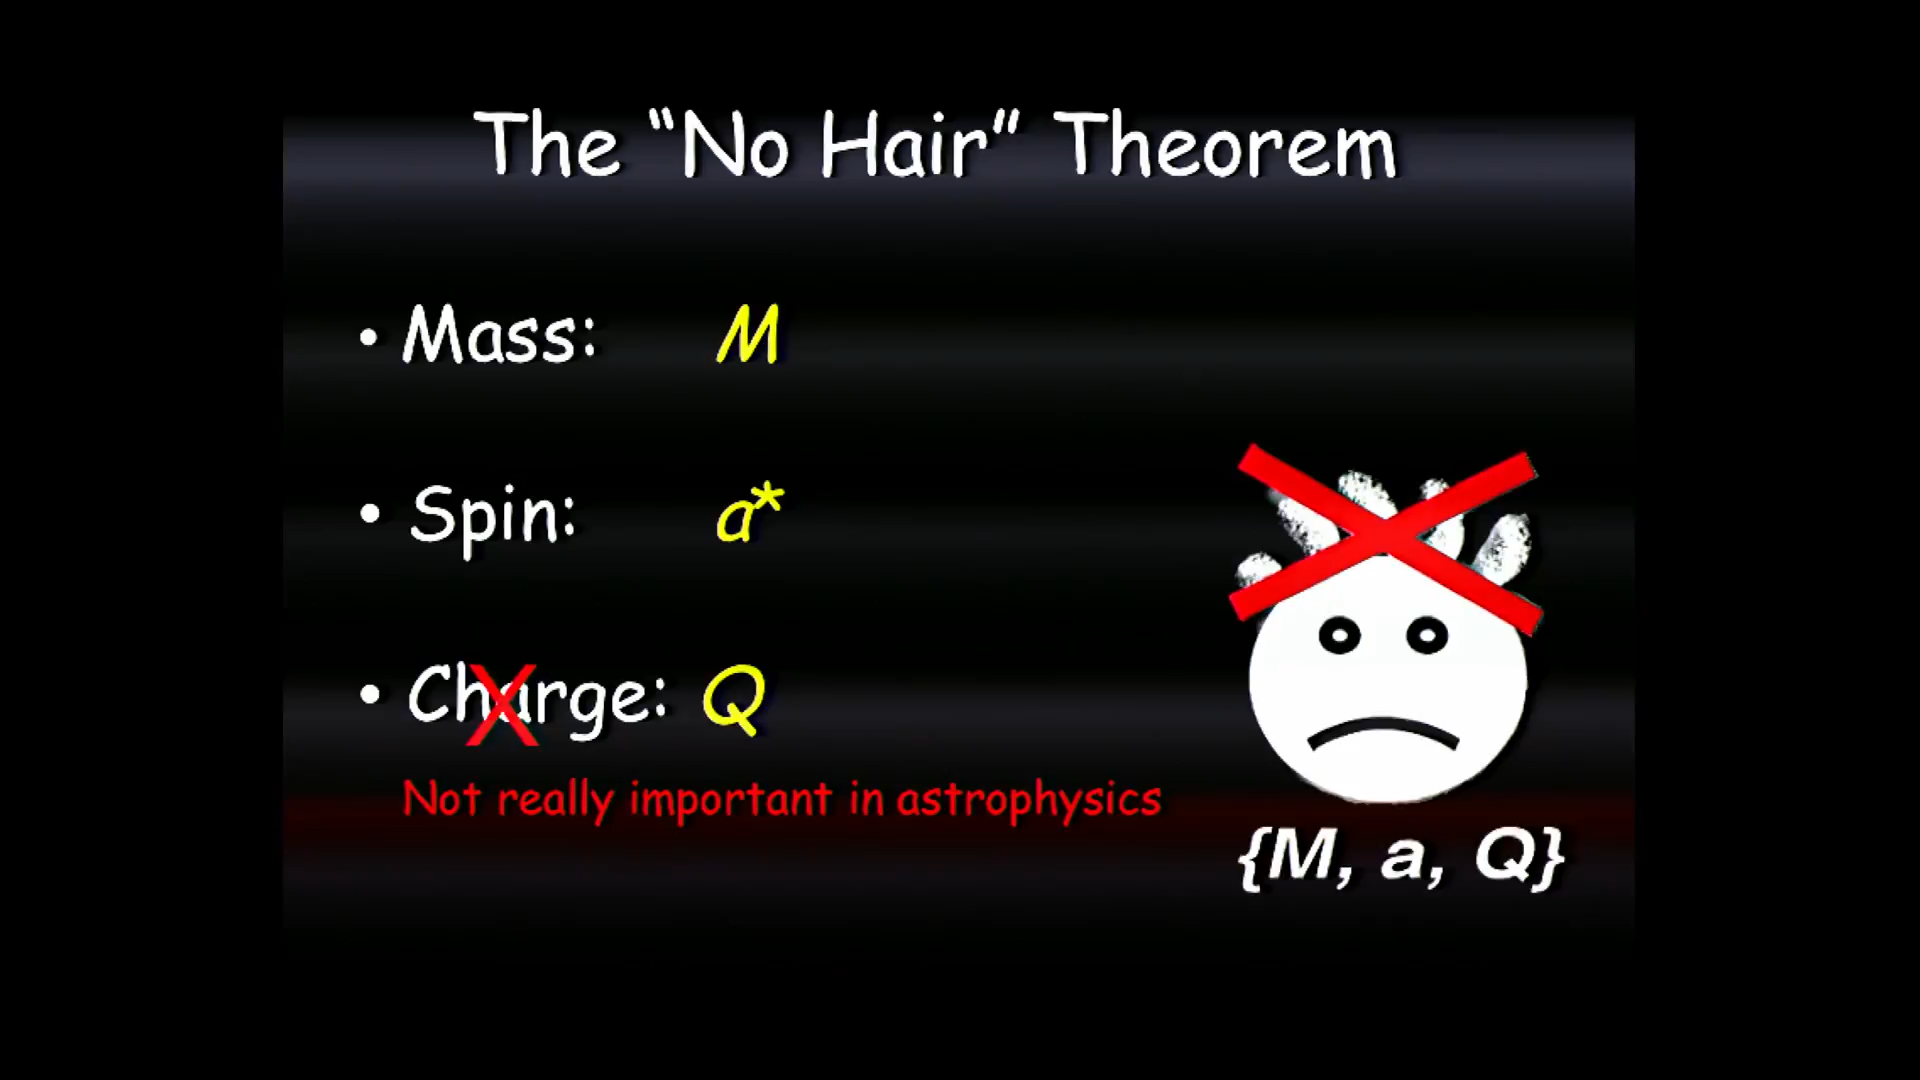 The “No Hair” Theorem
• Mass: M
• Spin: a*
• Charge: Q
X
Not really important in astrophysics
{M, a, Q}